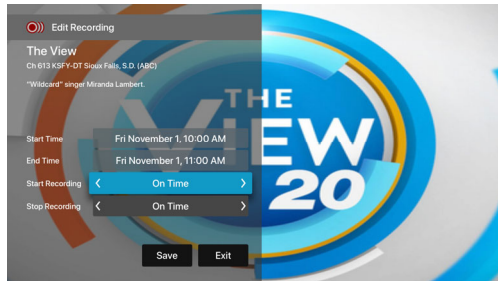 Edit Recording
The View
Ch 613 KSFY-DT Sioux Falls, S.D. (ABC)
"Wildcard" singer Miranda Lambert.
Start Time
Fri November 1, 10:00 AM
End Time
Fri November 1, 11:00 AM
Start Recording
On Time
Stop Recording
On Time
Save
Exit
THE
VIEW
20